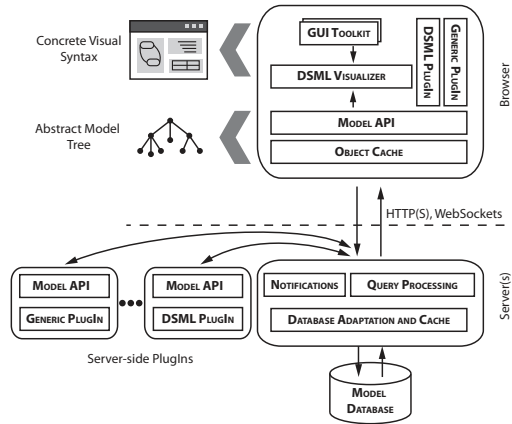 Concrete Visual
Syntax
GUI TOOLKIT
DSML VISUALIZER
DSML PLUGIN
GENERIC PLUGIN
Browser
Abstract Model
Tree
MODEL API
OBJECT CACHE
HTTP(S), WebSockets
MODEL API
GENERIC PLUGIN
MODEL API
DSML PLUGIN
Server-side PlugIns
NOTIFICATIONS
QUERY PROCESSING
DATABASE ADAPTATION AND CACHE
Server(s)
MODEL
DATABASE